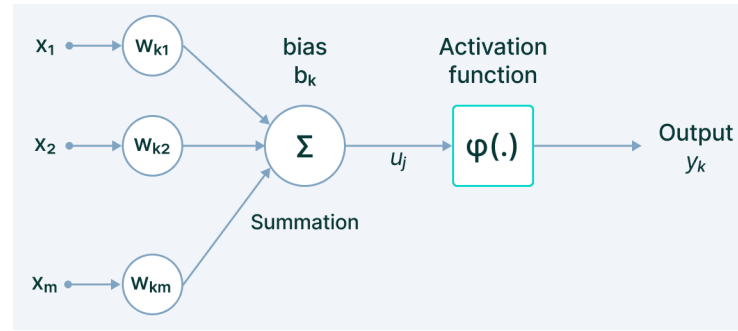 x₁
wₖ₁
bias
bₖ
Activation
function
x₂
wₖ₂
Σ
uⱼ
φ(.)
Output
yₖ
Summation
xₘ
wₖₘ